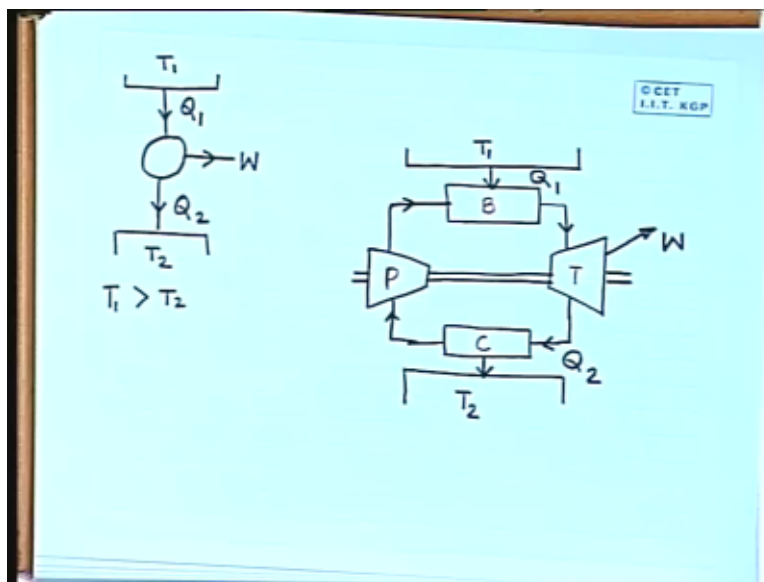 T₁
Q₁
W
Q₂
T₂
T₁ > T₂
© CET
I.I.T. KGP
T₁
Q₁
B
W
P
T
C
Q₂
T₂